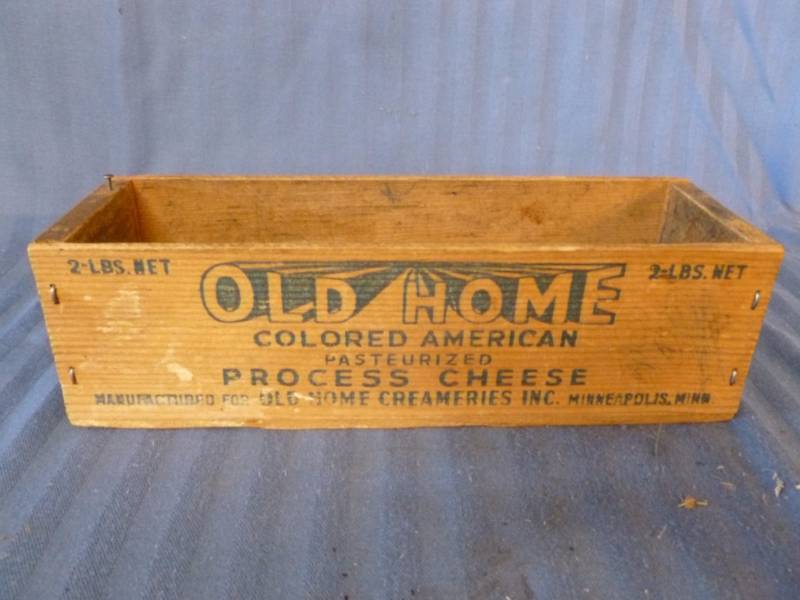 2-LBS. NET OLD HOME 2-LBS. NET
COLORED AMERICAN
PASTEURIZED
PROCESS CHEESE
MANUFACTURED FOR OLD HOME CREAMERIES INC. MINNEAPOLIS, MINN